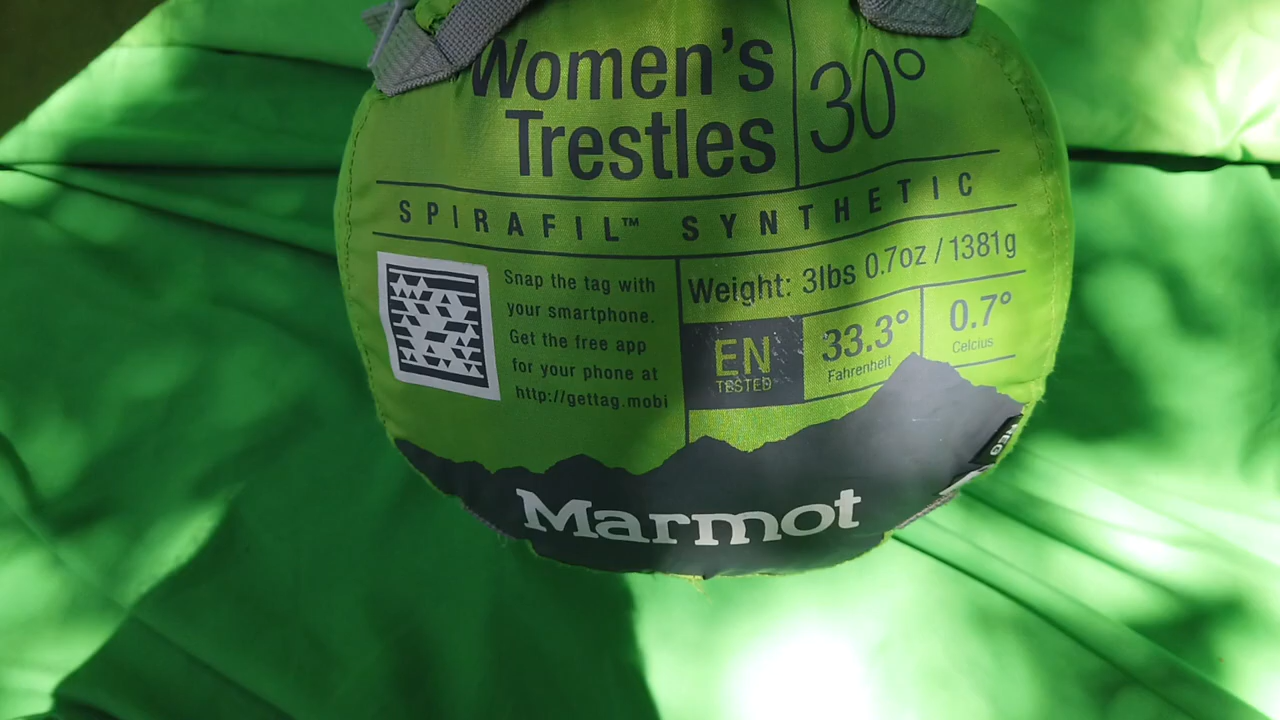 Women's
Trestles
30°
SPIRAFIL™ SYNTHETIC
Snap the tag with
your smartphone.
Get the free app
for your phone at
http://gettag.mobi
Weight: 3lbs 0.7oz / 1381g
EN
TESTED
33.3°
Fahrenheit
0.7°
Celcius
Marmot
REG